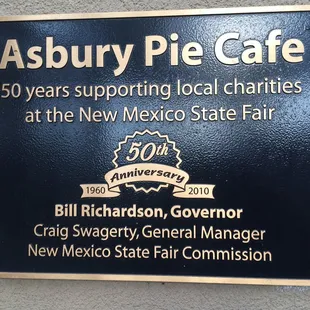 Asbury Pie Cafe
50 years supporting local charities
at the New Mexico State Fair
50th
Anniversary
1960 2010
Bill Richardson, Governor
Craig Swagerty, General Manager
New Mexico State Fair Commission